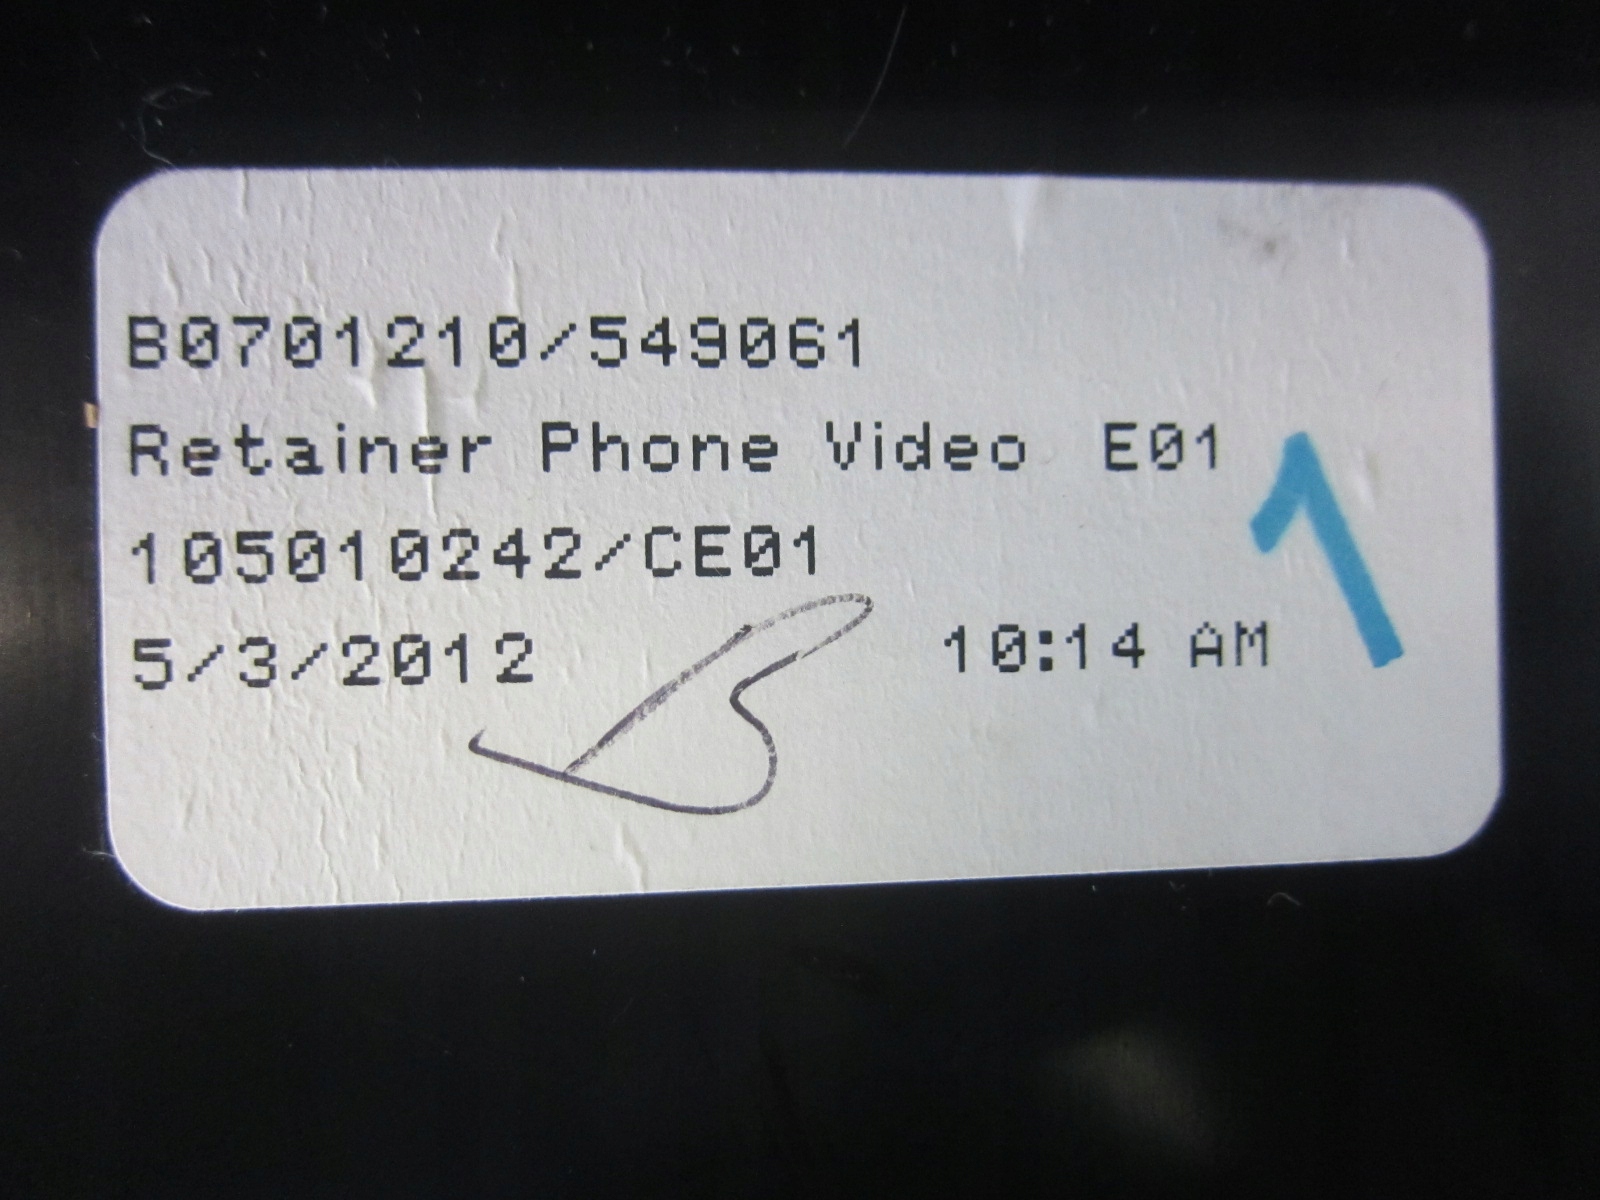 B0701210/549061
Retainer Phone Video E01
105010242/CE01
5/3/2012 10:14 AM
1